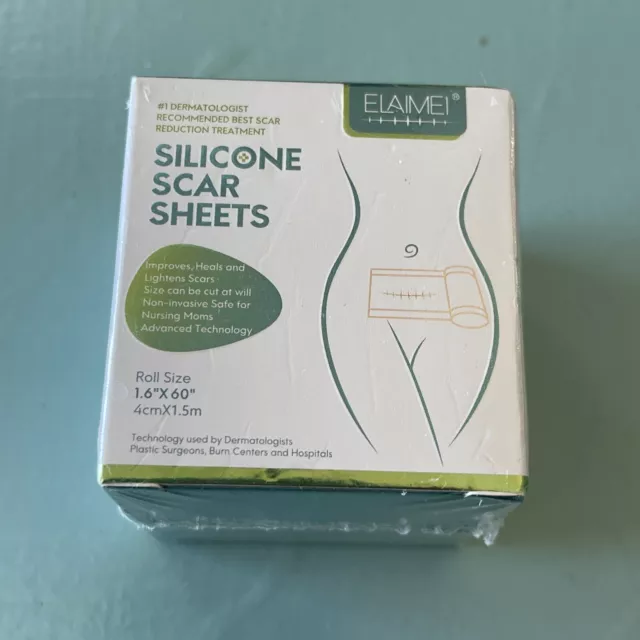 ELAIMEI®
#1 DERMATOLOGIST
RECOMMENDED BEST SCAR
REDUCTION TREATMENT
SILICONE
SCAR
SHEETS
Improves, Heals and
Lightens Scars
Size can be cut at will
Non-invasive Safe for
Nursing Moms
Advanced Technology
Roll Size
1.6"X 60"
4cmX1.5m
Technology used by Dermatologists
Plastic Surgeons, Burn Centers and Hospitals